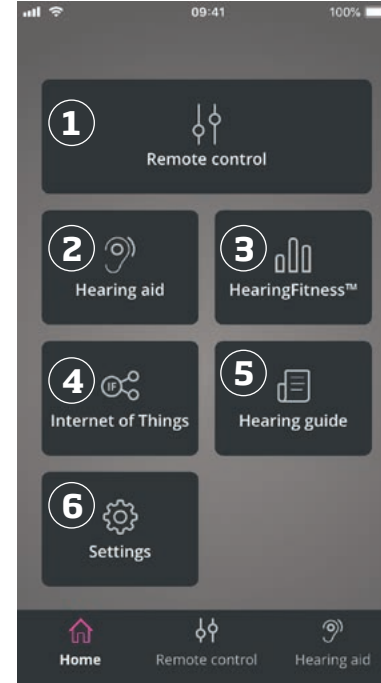 09:41 100%
1
Remote control
2 3
Hearing aid HearingFitness™
4 IF 5
Internet of Things Hearing guide
6
Settings
Home Remote control Hearing aid